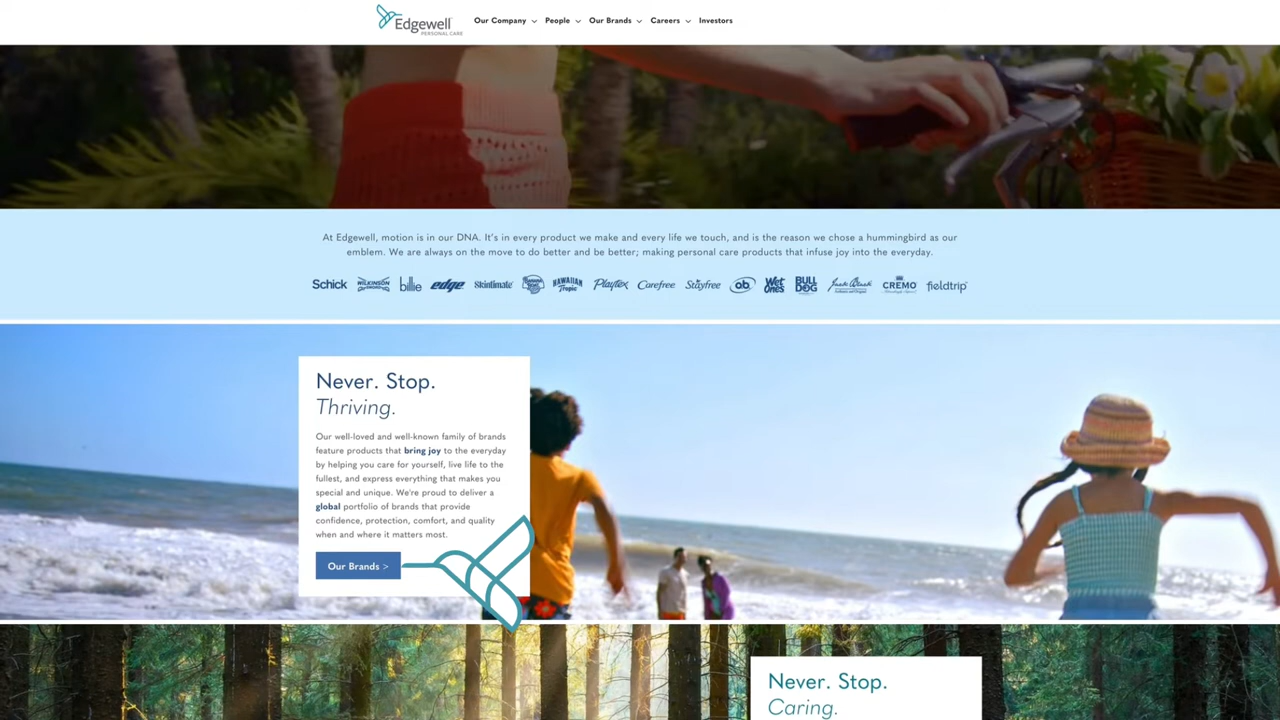 Edgewell
PERSONAL CARE
Our Company People Our Brands Careers Investors
At Edgewell, motion is in our DNA. It's in every product we make and every life we touch, and is the reason we chose a hummingbird as our
emblem. We are always on the move to do better and be better; making personal care products that infuse joy into the everyday.
Schick WILKINSON SWORD billie edge Skintimate Banana Boat HAWAIIAN Tropic Playtex Carefree Stayfree o.b. WET ONES BULL DOG Jack Black CREMO fieldtrip
Never. Stop.
Thriving.
Our well-loved and well-known family of brands
feature products that bring joy to the everyday
by helping you care for yourself, live life to the
fullest, and express everything that makes you
special and unique. We're proud to deliver a
global portfolio of brands that provide
confidence, protection, comfort, and quality
when and where it matters most.
Our Brands >
Never. Stop.
Caring.